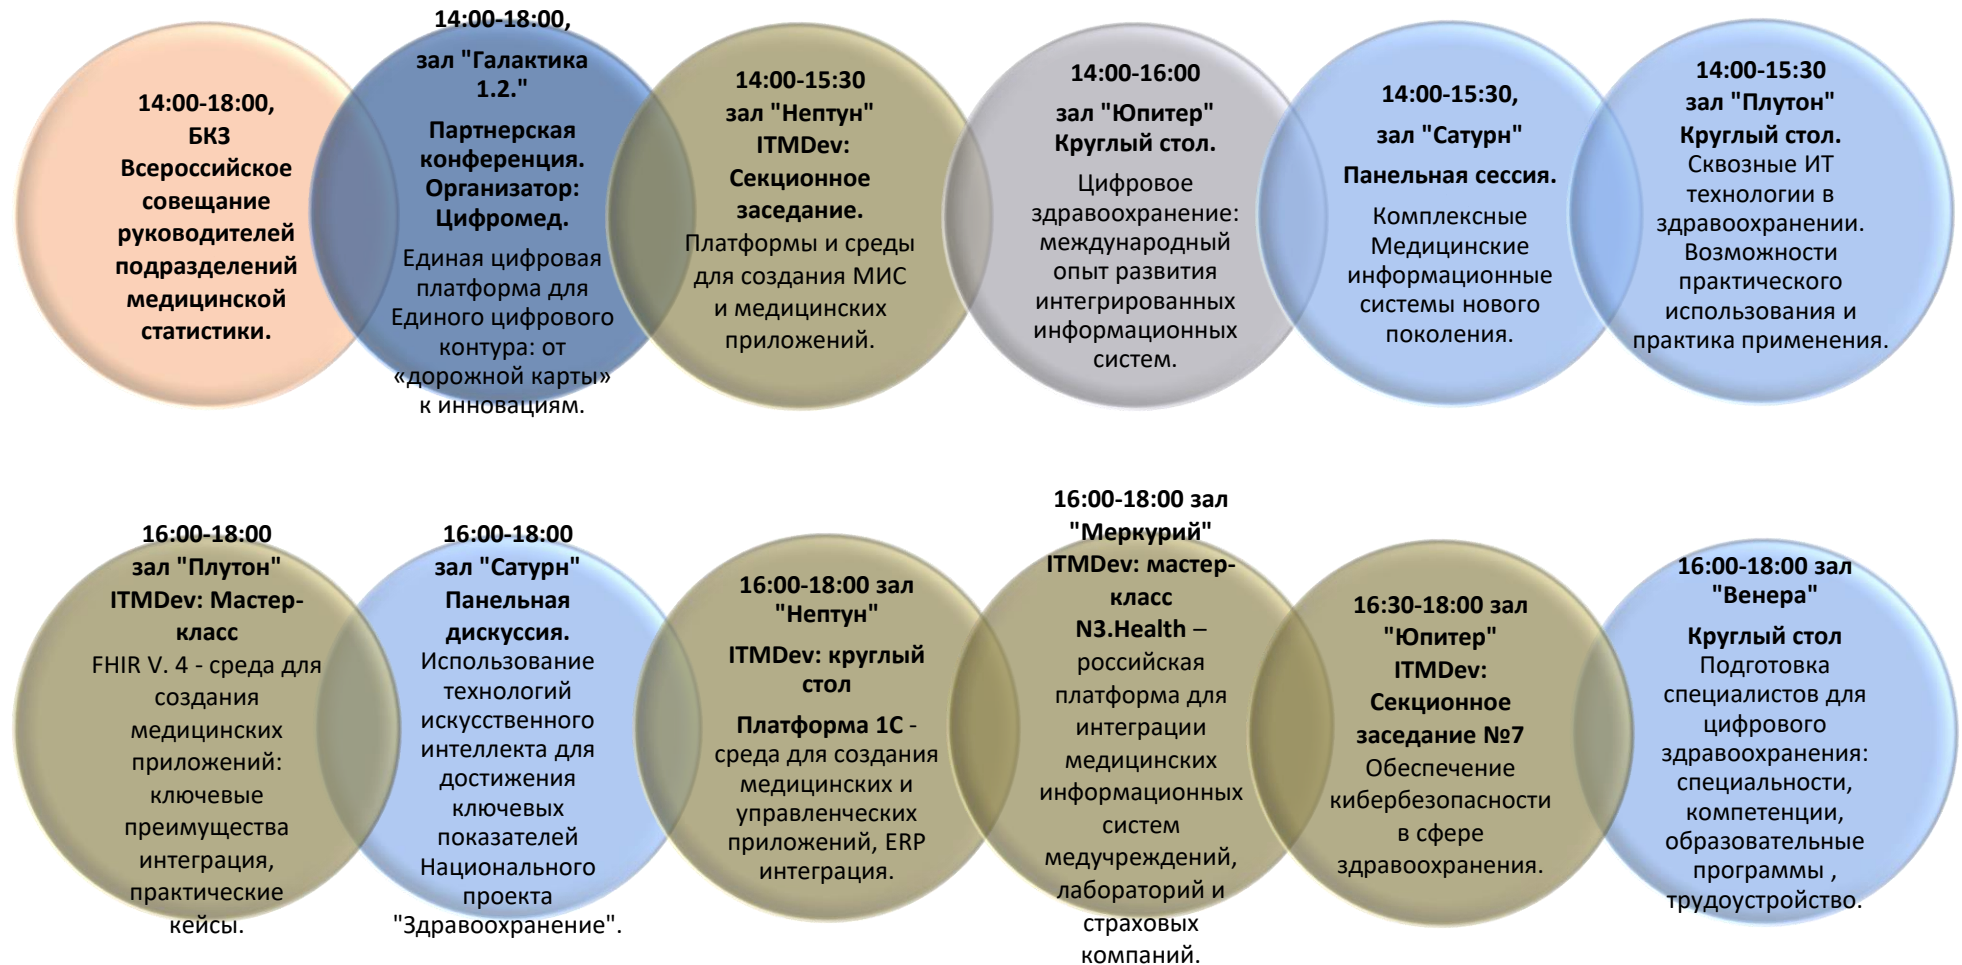 14:00-18:00,
БКЗ
Всероссийское
совещание
руководителей
подразделений
медицинской
статистики.
14:00-18:00,
зал "Галактика
1.2."
Партнерская
конференция.
Организатор:
Цифромед.
Единая цифровая
платформа для
Единого цифрового
контура: от
«дорожной карты»
к инновациям.
14:00-15:30
зал "Нептун"
ITMDev:
Секционное
заседание.
Платформы и среды
для создания МИС
и медицинских
приложений.
14:00-16:00
зал "Юпитер"
Круглый стол.
Цифровое
здравоохранение:
международный
опыт развития
интегрированных
информационных
систем.
14:00-15:30,
зал "Сатурн"
Панельная сессия.
Комплексные
Медицинские
информационные
системы нового
поколения.
14:00-15:30
зал "Плутон"
Круглый стол.
Сквозные ИТ
технологии в
здравоохранении.
Возможности
практического
использования и
практика применения.
16:00-18:00
зал "Плутон"
ITMDev: Мастер-
класс
FHIR V. 4 - среда для
создания
медицинских
приложений:
ключевые
преимущества
интеграция,
практические
кейсы.
16:00-18:00
зал "Сатурн"
Панельная
дискуссия.
Использование
технологий
искусственного
интеллекта для
достижения
ключевых
показателей
Национального
проекта
"Здравоохранение".
16:00-18:00 зал
"Нептун"
ITMDev: круглый
стол
Платформа 1С -
среда для создания
медицинских и
управленческих
приложений, ERP
интеграция.
16:00-18:00 зал
"Меркурий"
ITMDev: мастер-
класс
N3.Health –
российская
платформа для
интеграции
медицинских
информационных
систем
медучреждений,
лабораторий и
страховых
компаний.
16:30-18:00 зал
"Юпитер"
ITMDev:
Секционное
заседание №7
Обеспечение
кибербезопасности
в сфере
здравоохранения.
16:00-18:00 зал
"Венера"
Круглый стол
Подготовка
специалистов для
цифрового
здравоохранения:
специальности,
компетенции,
образовательные
программы ,
трудоустройство.